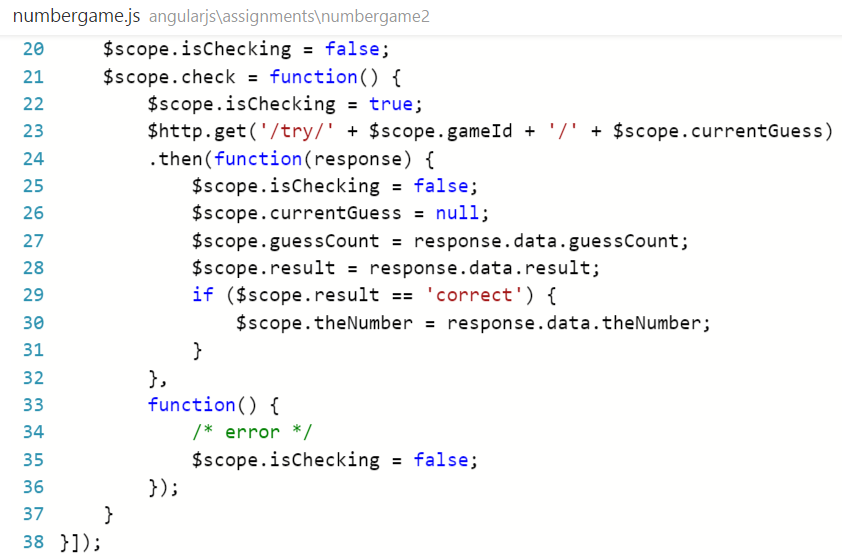 numbergame.js angularjs\assignments\numbergame2
20 $scope.isChecking = false;
21 $scope.check = function() {
22 $scope.isChecking = true;
23 $http.get('/try/' + $scope.gameId + '/' + $scope.currentGuess)
24 .then(function(response) {
25 $scope.isChecking = false;
26 $scope.currentGuess = null;
27 $scope.guessCount = response.data.guessCount;
28 $scope.result = response.data.result;
29 if ($scope.result == 'correct') {
30 $scope.theNumber = response.data.theNumber;
31 }
32 },
33 function() {
34 /* error */
35 $scope.isChecking = false;
36 });
37 }
38 }]);